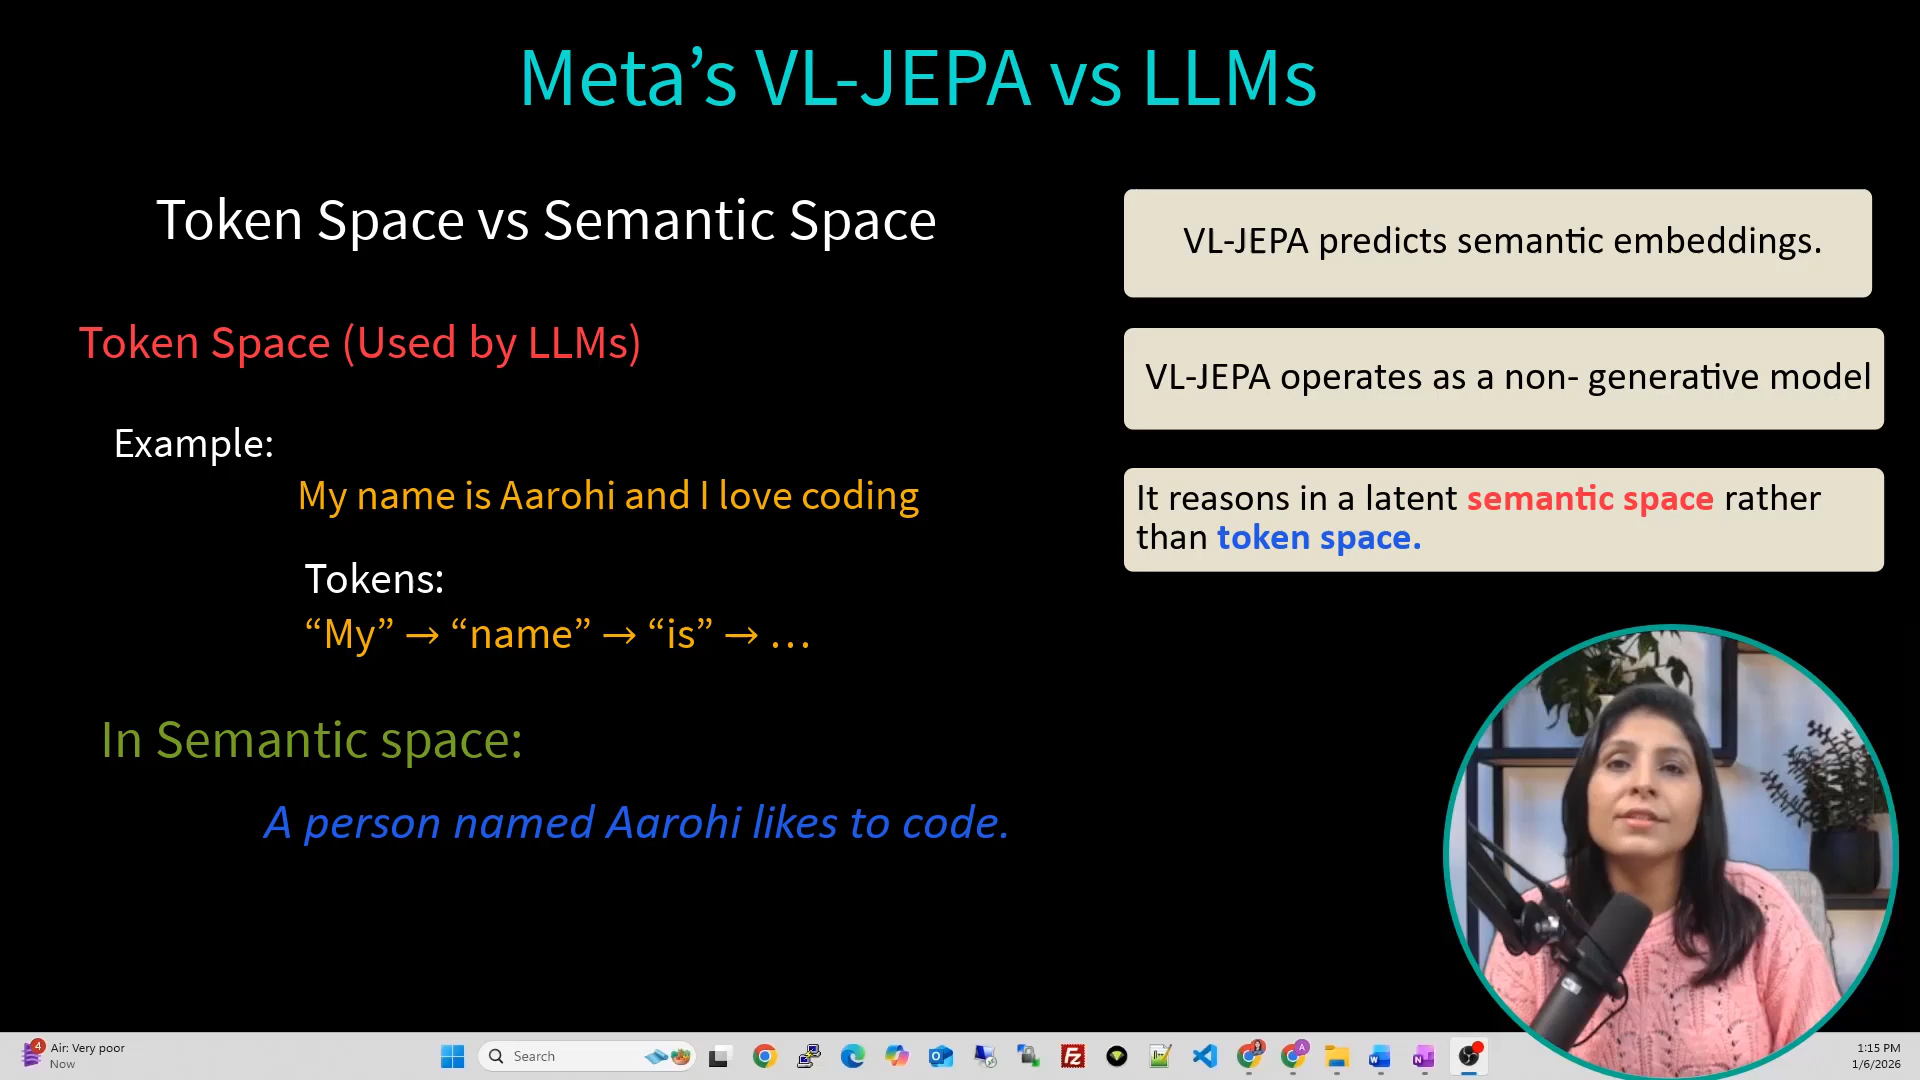 Meta’s VL-JEPA vs LLMs
Token Space vs Semantic Space
Token Space (Used by LLMs)
Example:
My name is Aarohi and I love coding
Tokens:
“My” → “name” → “is” → …
In Semantic space:
A person named Aarohi likes to code.
VL-JEPA predicts semantic embeddings.
VL-JEPA operates as a non- generative model
It reasons in a latent semantic space rather
than token space.
4
Air: Very poor
Now
Search
1:15 PM
1/6/2026